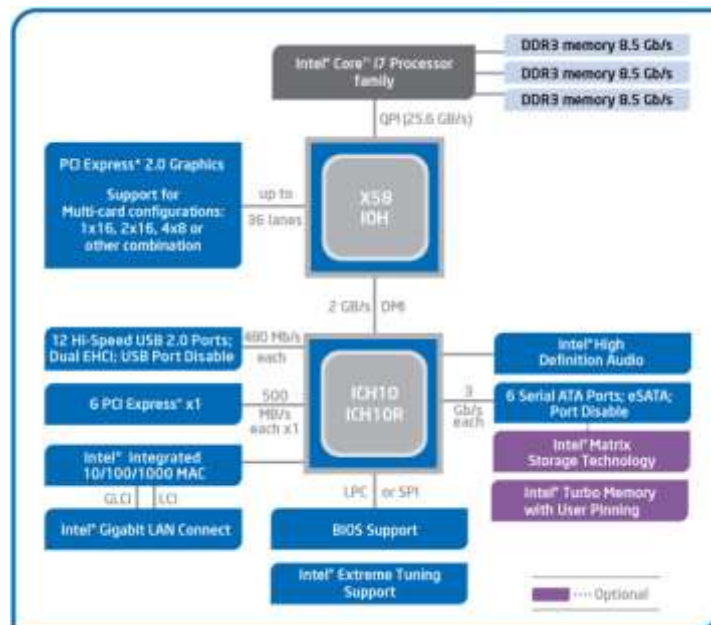 Intel® Core™ i7 Processor
family
DDR3 memory 8.5 Gb/s
DDR3 memory 8.5 Gb/s
DDR3 memory 8.5 Gb/s
QPI (25.6 GB/s)
PCI Express® 2.0 Graphics
Support for
Multi-card configurations:
1x16, 2x16, 4x8 or
other combination
up to
36 lanes
X58
IOH
2 GB/s DMI
12 Hi-Speed USB 2.0 Ports;
Dual EHCI; USB Port Disable
480 Mb/s
each
6 PCI Express® x1
500
MB/s
each x1
Intel® Integrated
10/100/1000 MAC
GLCI LCI
Intel® Gigabit LAN Connect
ICH10
ICH10R
Intel® High
Definition Audio
3
Gb/s
each
6 Serial ATA Ports; eSATA;
Port Disable
Intel® Matrix
Storage Technology
Intel® Turbo Memory
with User Pinning
LPC or SPI
BIOS Support
Intel® Extreme Tuning
Support
···· Optional